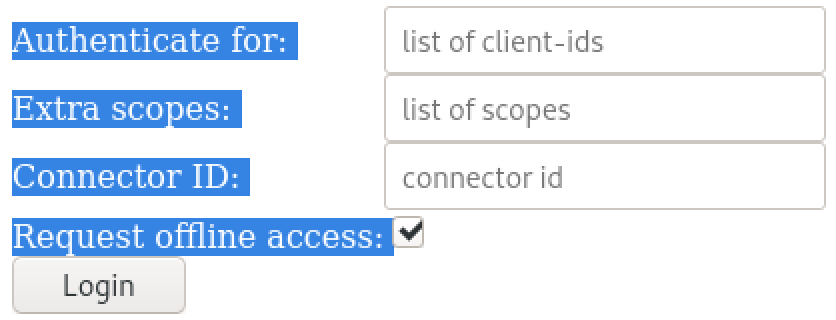 Authenticate for: list of client-ids
Extra scopes: list of scopes
Connector ID: connector id
Request offline access:
Login